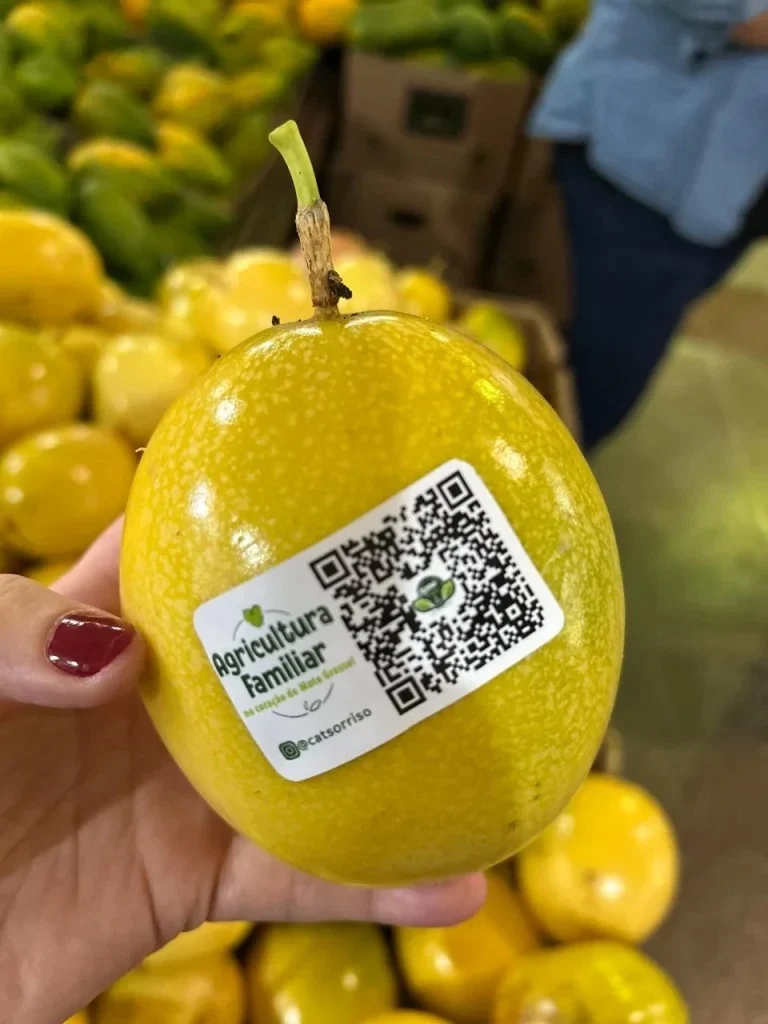 Agricultura
Familiar
no coração de Mato Grosso!
@catsorriso